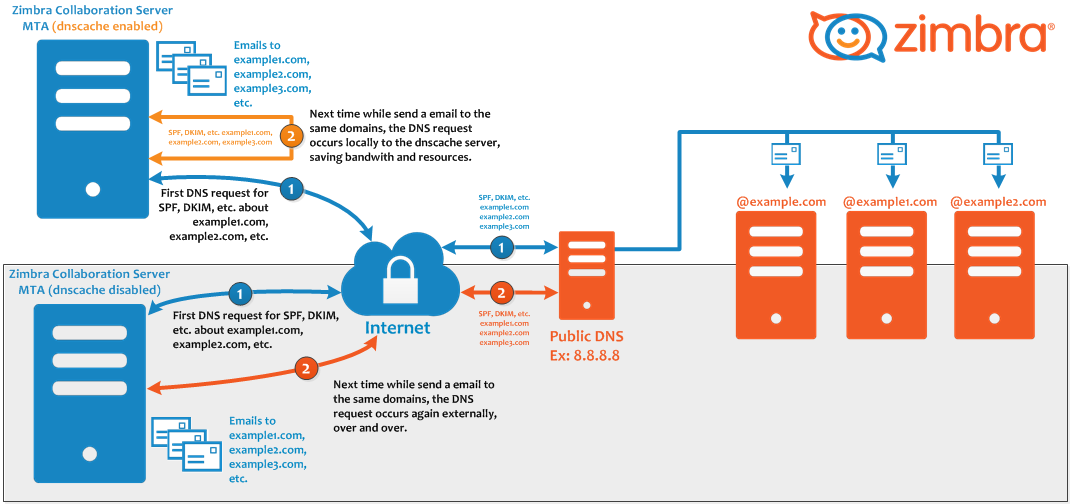 Zimbra Collaboration Server
MTA (dnscache enabled)
Emails to
example1.com,
example2.com,
example3.com,
etc.
zimbra®
SPF, DKIM, etc. example1.com,
example2.com, example3.com
2
Next time while send a email to the
same domains, the DNS request
occurs locally to the dnscache server,
saving bandwith and resources.
1
First DNS request for
SPF, DKIM, etc. about
example1.com,
example2.com, etc.
SPF, DKIM, etc.
example1.com
example2.com
example3.com
1
@example.com
@example1.com
@example2.com
Zimbra Collaboration Server
MTA (dnscache disabled)
1
First DNS request for SPF, DKIM,
etc. about example1.com,
example2.com, etc.
Internet
2
SPF, DKIM, etc.
example1.com
example2.com
example3.com
Public DNS
Ex: 8.8.8.8
2
Next time while send a email to
the same domains, the DNS
request occurs again externally,
over and over.
Emails to
example1.com,
example2.com,
example3.com,
etc.